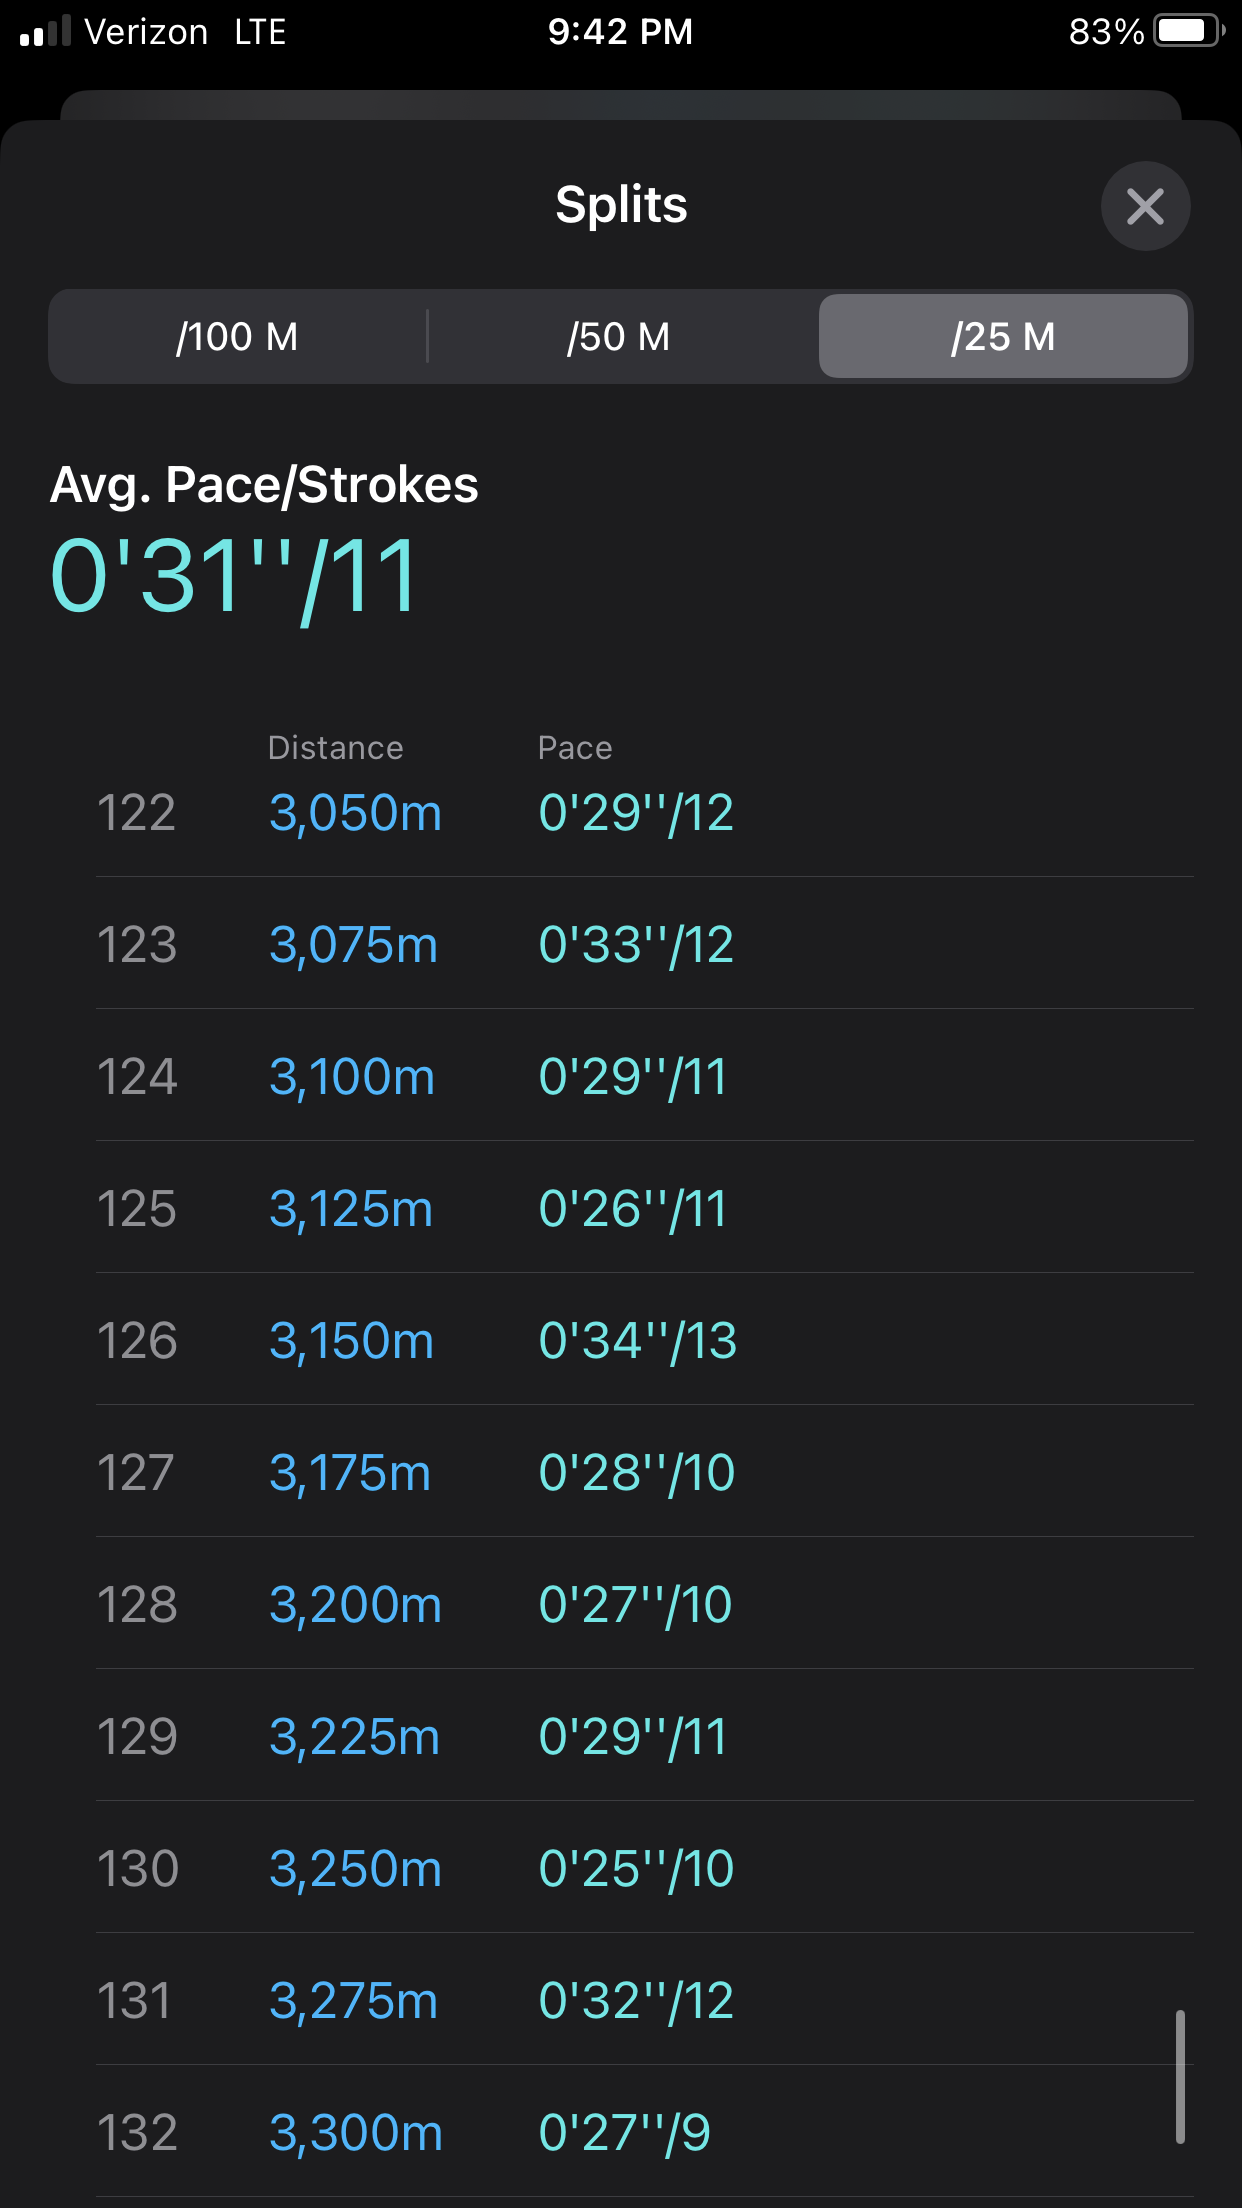 Verizon LTE 9:42 PM 83%
Splits
/100 M /50 M /25 M
Avg. Pace/Strokes
0'31''/11
Distance Pace
122 3,050m 0'29''/12
123 3,075m 0'33''/12
124 3,100m 0'29''/11
125 3,125m 0'26''/11
126 3,150m 0'34''/13
127 3,175m 0'28''/10
128 3,200m 0'27''/10
129 3,225m 0'29''/11
130 3,250m 0'25''/10
131 3,275m 0'32''/12
132 3,300m 0'27''/9